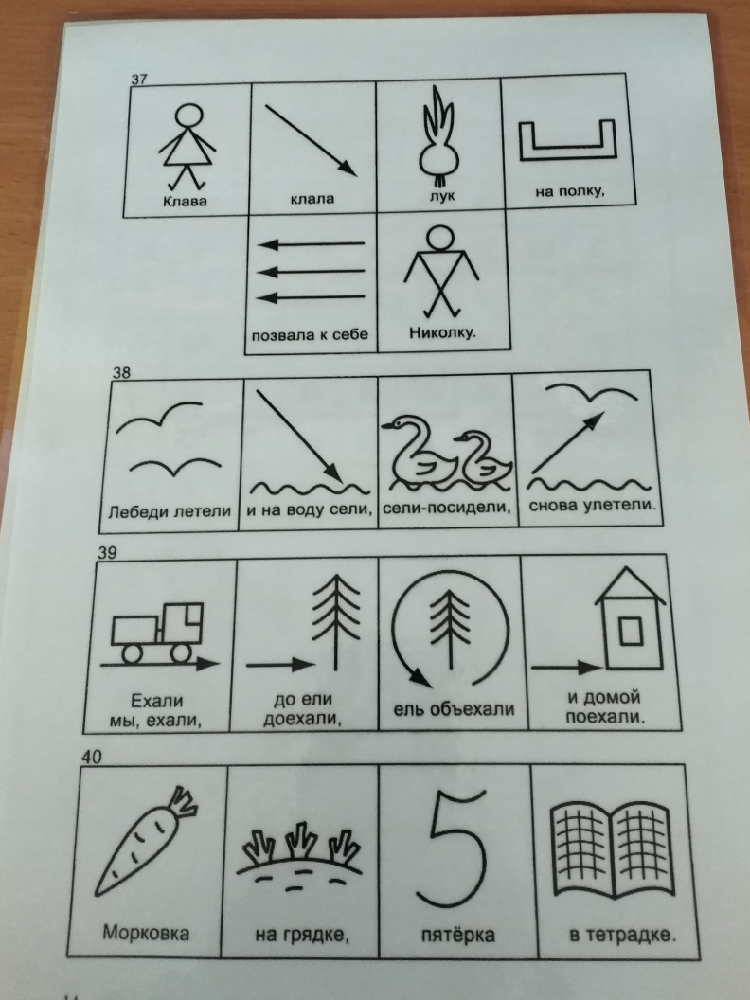 37
Клава клала лук на полку,
позвала к себе Николку.
38
Лебеди летели и на воду сели, сели-посидели, снова улетели.
39
Ехали
мы, ехали,
до ели
доехали,
ель объехали
и домой
поехали.
40
5
Морковка на грядке, пятёрка в тетрадке.